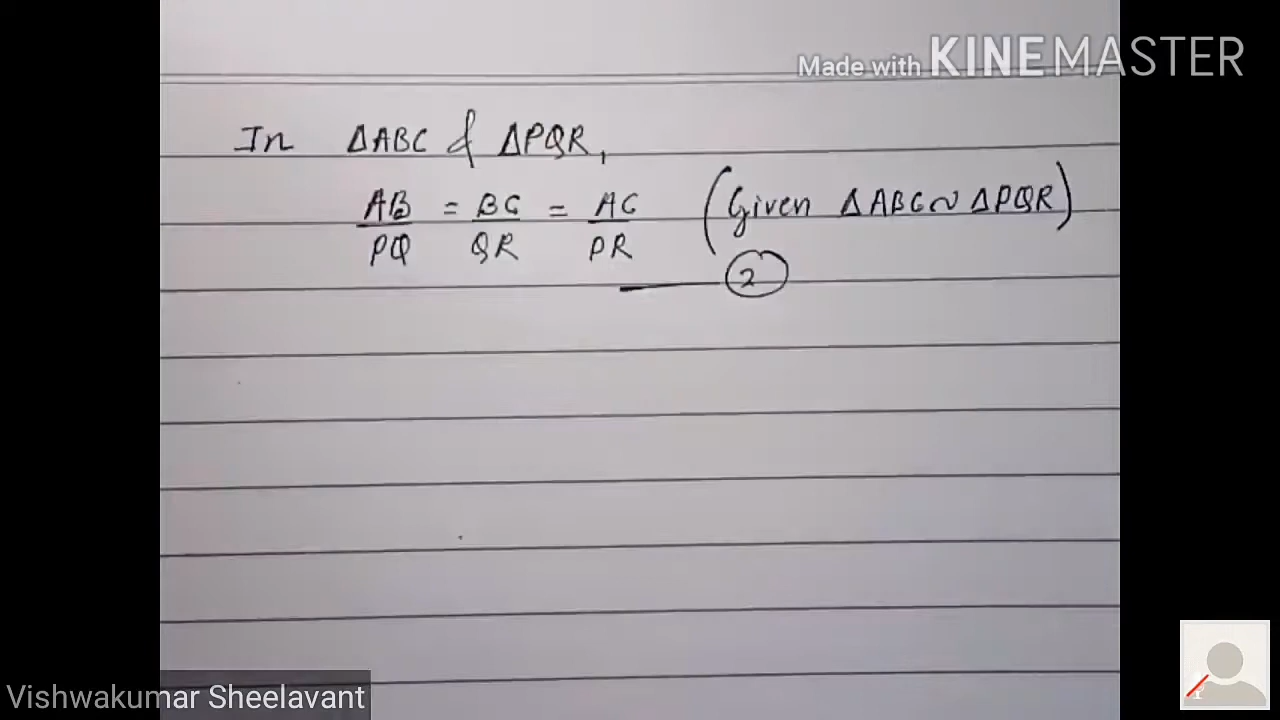 Made with KINEMASTER
In ΔABC & ΔPQR,
AB/PQ = BC/QR = AC/PR (Given ΔABC ~ ΔPQR)
2
Vishwakumar Sheelavant